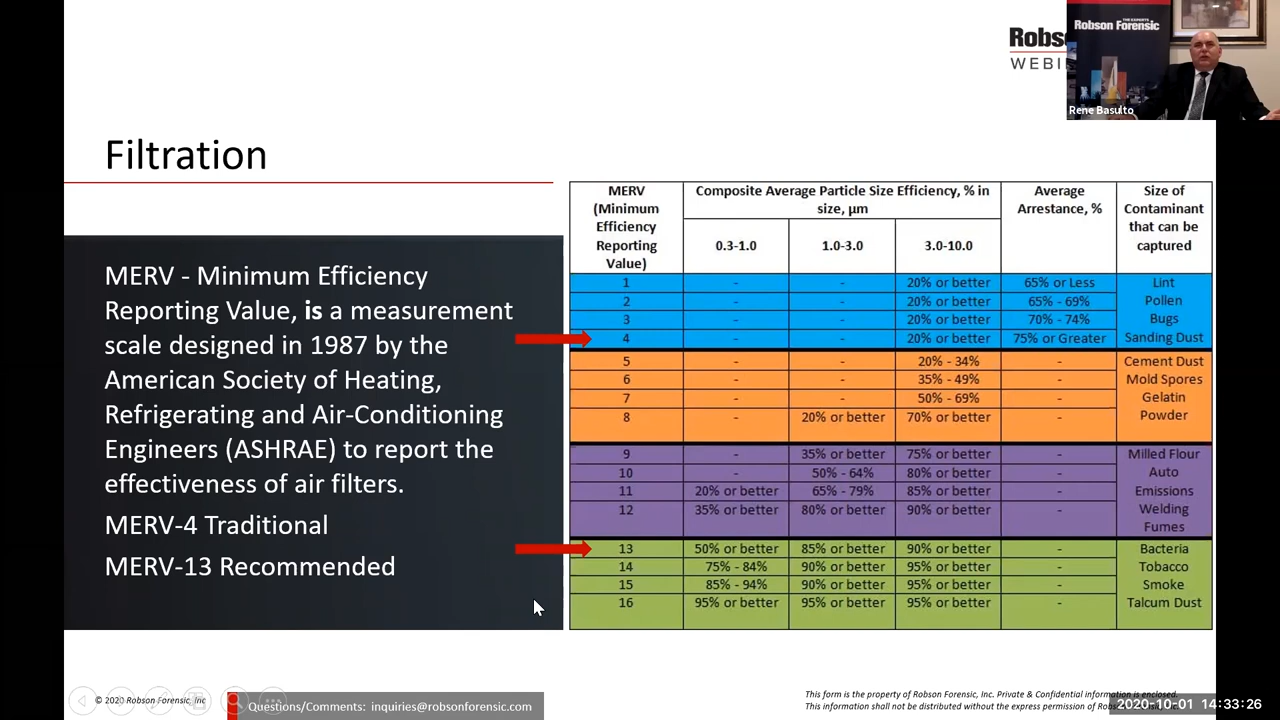 Robs
WEBI
THE EXPERTS
Robson Forensic
Rene Basulto
Filtration
MERV - Minimum Efficiency
Reporting Value, is a measurement
scale designed in 1987 by the
American Society of Heating,
Refrigerating and Air-Conditioning
Engineers (ASHRAE) to report the
effectiveness of air filters.
MERV-4 Traditional
MERV-13 Recommended
MERV (Minimum Efficiency Reporting Value) Composite Average Particle Size Efficiency, % in size, µm Average Arrestance, % Size of Contaminant that can be captured
0.3-1.0 1.0-3.0 3.0-10.0
1 - - 20% or better 65% or Less Lint
2 - - 20% or better 65% - 69% Pollen
3 - - 20% or better 70% - 74% Bugs
4 - - 20% or better 75% or Greater Sanding Dust
5 - - 20% - 34% - Cement Dust
6 - - 35% - 49% - Mold Spores
7 - - 50% - 69% - Gelatin
8 - 20% or better 70% or better - Powder
9 - 35% or better 75% or better - Milled Flour
10 - 50% - 64% 80% or better - Auto
11 20% or better 65% - 79% 85% or better - Emissions
12 35% or better 80% or better 90% or better - Welding
Fumes
13 50% or better 85% or better 90% or better - Bacteria
14 75% - 84% 90% or better 95% or better - Tobacco
15 85% - 94% 90% or better 95% or better - Smoke
16 95% or better 95% or better 95% or better - Talcum Dust
© 2020 Robson Forensic, Inc
Questions/Comments: inquiries@robsonforensic.com
This form is the property of Robson Forensic, Inc. Private & Confidential information is enclosed.
This information shall not be distributed without the express permission of
2020-10-01 14:33:26